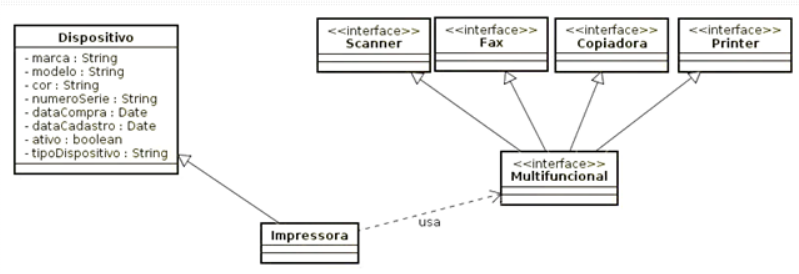 Dispositivo
- marca : String
- modelo : String
- cor : String
- numeroSerie : String
- dataCompra : Date
- dataCadastro : Date
- ativo : boolean
- tipoDispositivo : String
<<interface>>
Scanner
<<interface>>
Fax
<<interface>>
Copiadora
<<interface>>
Printer
<<interface>>
Multifuncional
Impressora
usa